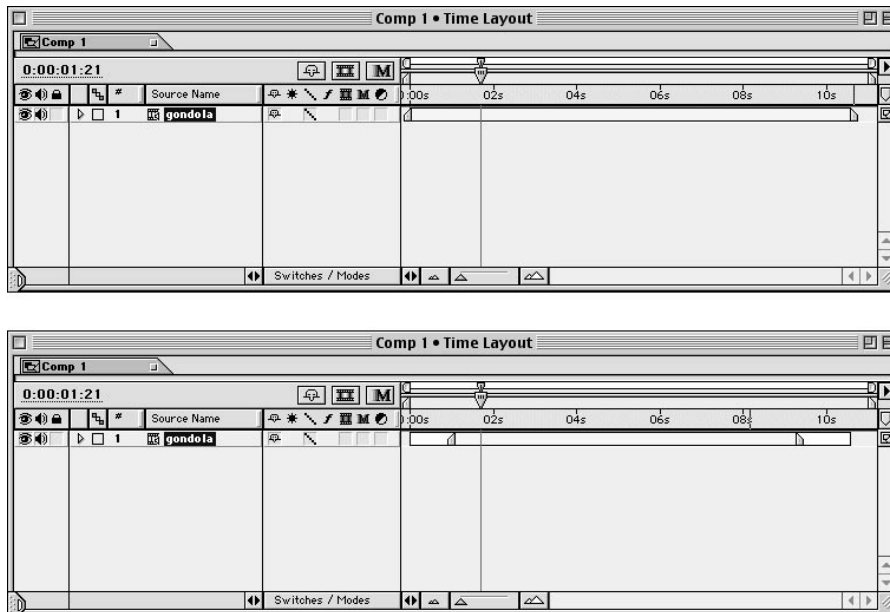 Comp 1 • Time Layout
Comp 1
0:00:01:21
M
# Source Name f M :00s 02s 04s 06s 08s 10s
1 gondola
Switches / Modes
Comp 1 • Time Layout
Comp 1
0:00:01:21
M
# Source Name f M :00s 02s 04s 06s 08s 10s
1 gondola
Switches / Modes